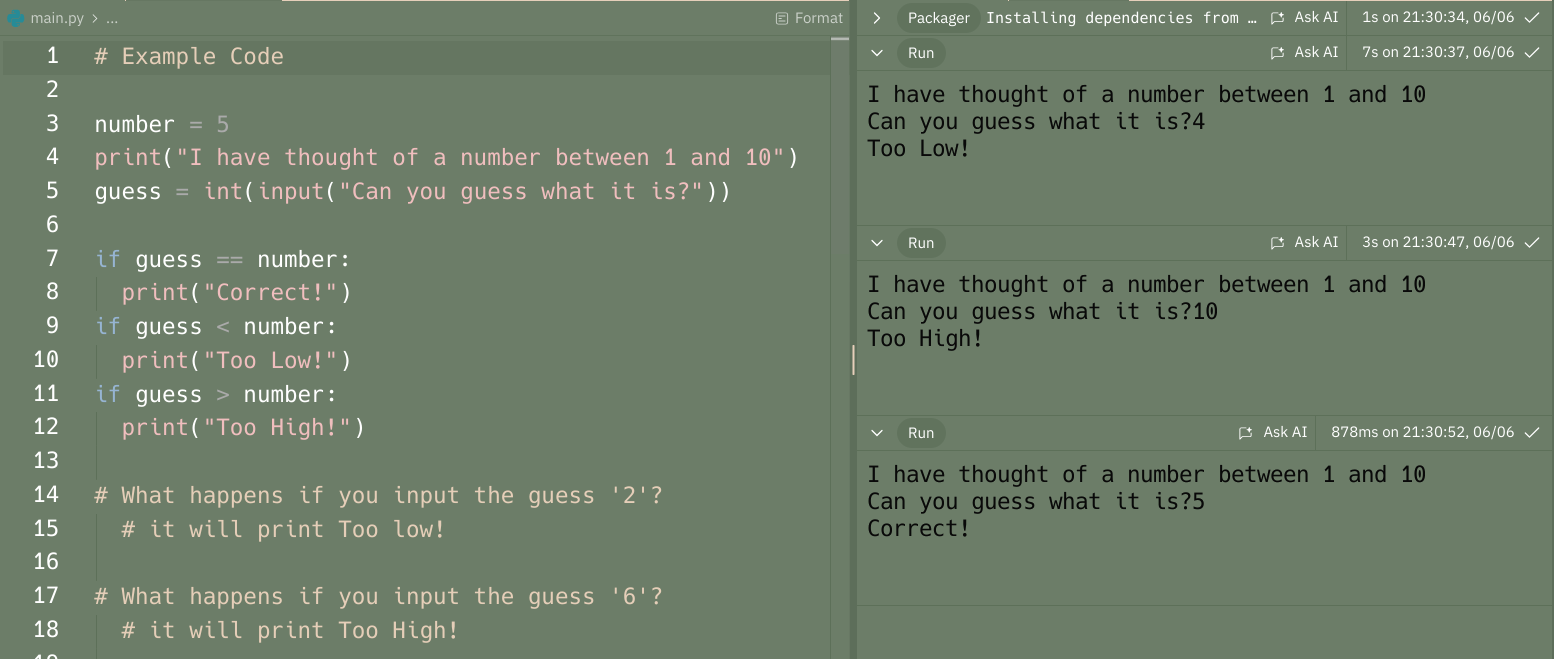 main.py > ...
Format
1 # Example Code
2
3 number = 5
4 print("I have thought of a number between 1 and 10")
5 guess = int(input("Can you guess what it is?"))
6
7 if guess == number:
8   print("Correct!")
9 if guess < number:
10   print("Too Low!")
11 if guess > number:
12   print("Too High!")
13
14 # What happens if you input the guess '2'?
15   # it will print Too low!
16
17 # What happens if you input the guess '6'?
18   # it will print Too High!
Packager Installing dependencies from … Ask AI 1s on 21:30:34, 06/06
Run Ask AI 7s on 21:30:37, 06/06
I have thought of a number between 1 and 10
Can you guess what it is?4
Too Low!
Run Ask AI 3s on 21:30:47, 06/06
I have thought of a number between 1 and 10
Can you guess what it is?10
Too High!
Run Ask AI 878ms on 21:30:52, 06/06
I have thought of a number between 1 and 10
Can you guess what it is?5
Correct!